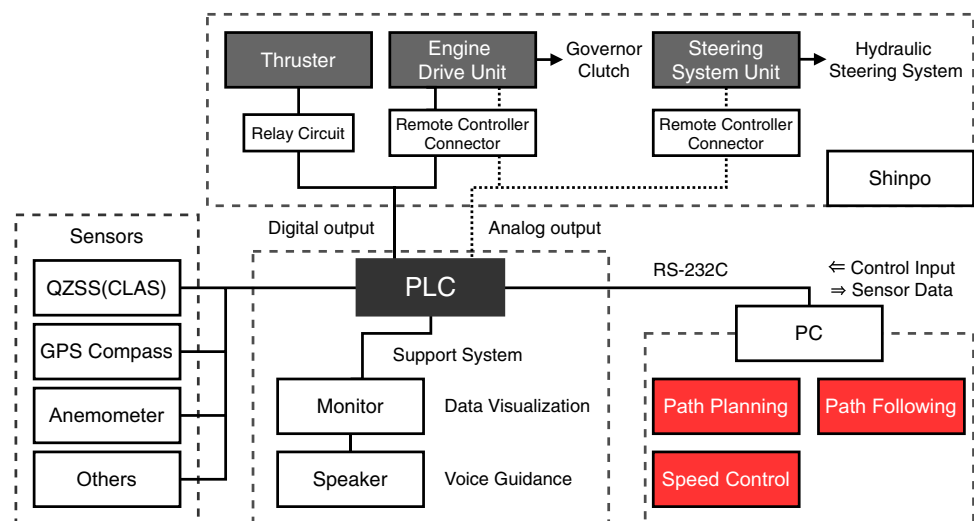 Thruster
Engine
Drive Unit
Governor
Clutch
Steering
System Unit
Hydraulic
Steering System
Relay Circuit
Remote Controller
Connector
Remote Controller
Connector
Shinpo
Digital output
Analog output
Sensors
QZSS(CLAS)
GPS Compass
Anemometer
Others
PLC
Support System
Monitor
Data Visualization
Speaker
Voice Guidance
RS-232C
⇐ Control Input
⇒ Sensor Data
PC
Path Planning
Path Following
Speed Control